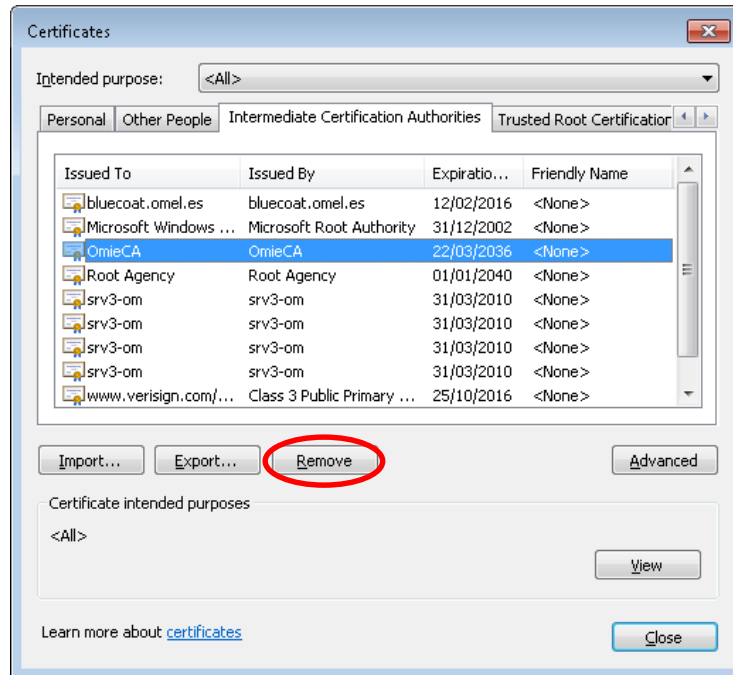 Certificates
Intended purpose: <All>
Personal Other People Intermediate Certification Authorities Trusted Root Certification
Issued To Issued By Expiratio... Friendly Name
bluecoat.omel.es bluecoat.omel.es 12/02/2016 <None>
Microsoft Windows ... Microsoft Root Authority 31/12/2002 <None>
OmieCA OmieCA 22/03/2036 <None>
Root Agency Root Agency 01/01/2040 <None>
srv3-om srv3-om 31/03/2010 <None>
srv3-om srv3-om 31/03/2010 <None>
srv3-om srv3-om 31/03/2010 <None>
srv3-om srv3-om 31/03/2010 <None>
www.verisign.com/... Class 3 Public Primary ... 25/10/2016 <None>
Import... Export... Remove Advanced
Certificate intended purposes
<All>
View
Learn more about certificates
Close